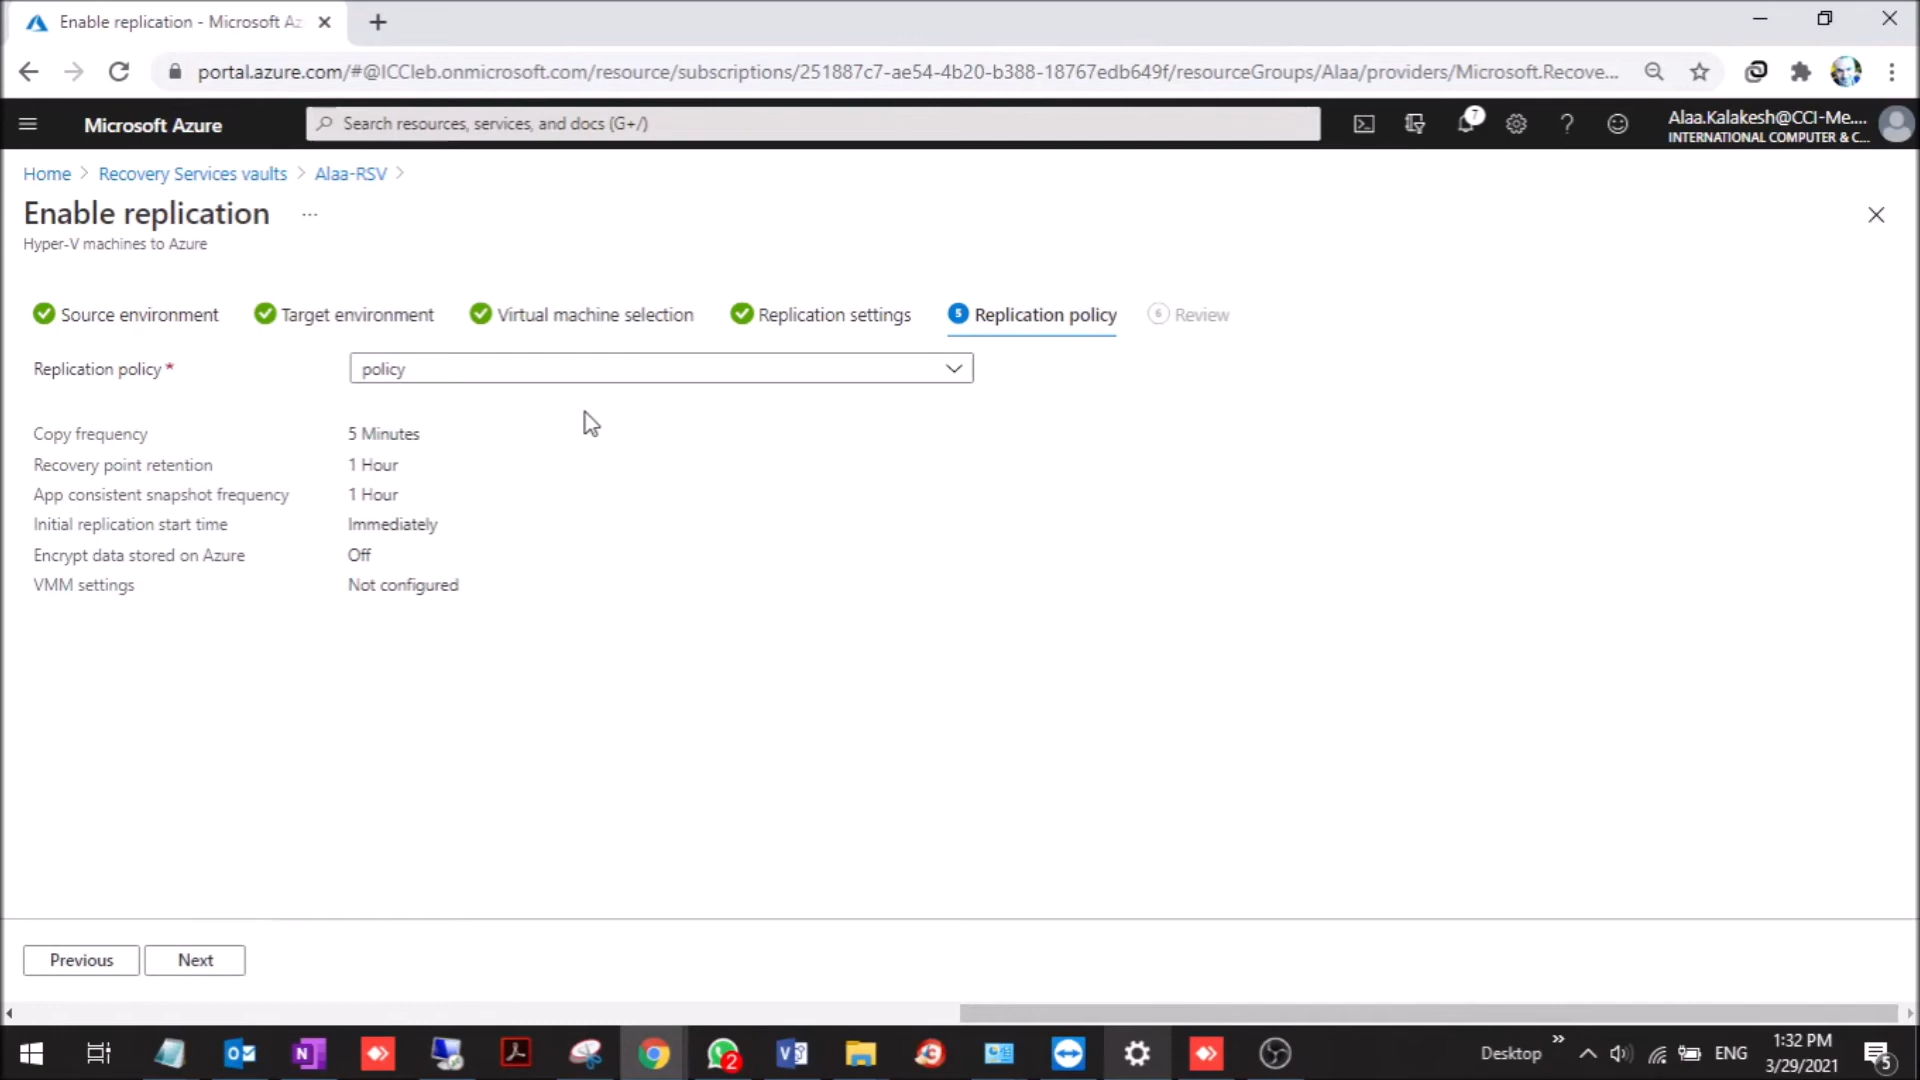 Enable replication - Microsoft Az
portal.azure.com/#@ICCleb.onmicrosoft.com/resource/subscriptions/251887c7-ae54-4b20-b388-18767edb649f/resourceGroups/Alaa/providers/Microsoft.Recove...
Microsoft Azure
Search resources, services, and docs (G+/)
7
Alaa.Kalakesh@CCI-Me....
INTERNATIONAL COMPUTER & C...
Home > Recovery Services vaults > Alaa-RSV >
Enable replication ...
Hyper-V machines to Azure
Source environment
Target environment
Virtual machine selection
Replication settings
5 Replication policy
6 Review
Replication policy * policy
Copy frequency 5 Minutes
Recovery point retention 1 Hour
App consistent snapshot frequency 1 Hour
Initial replication start time Immediately
Encrypt data stored on Azure Off
VMM settings Not configured
Previous
Next
2
Desktop
ENG
1:32 PM
3/29/2021
5